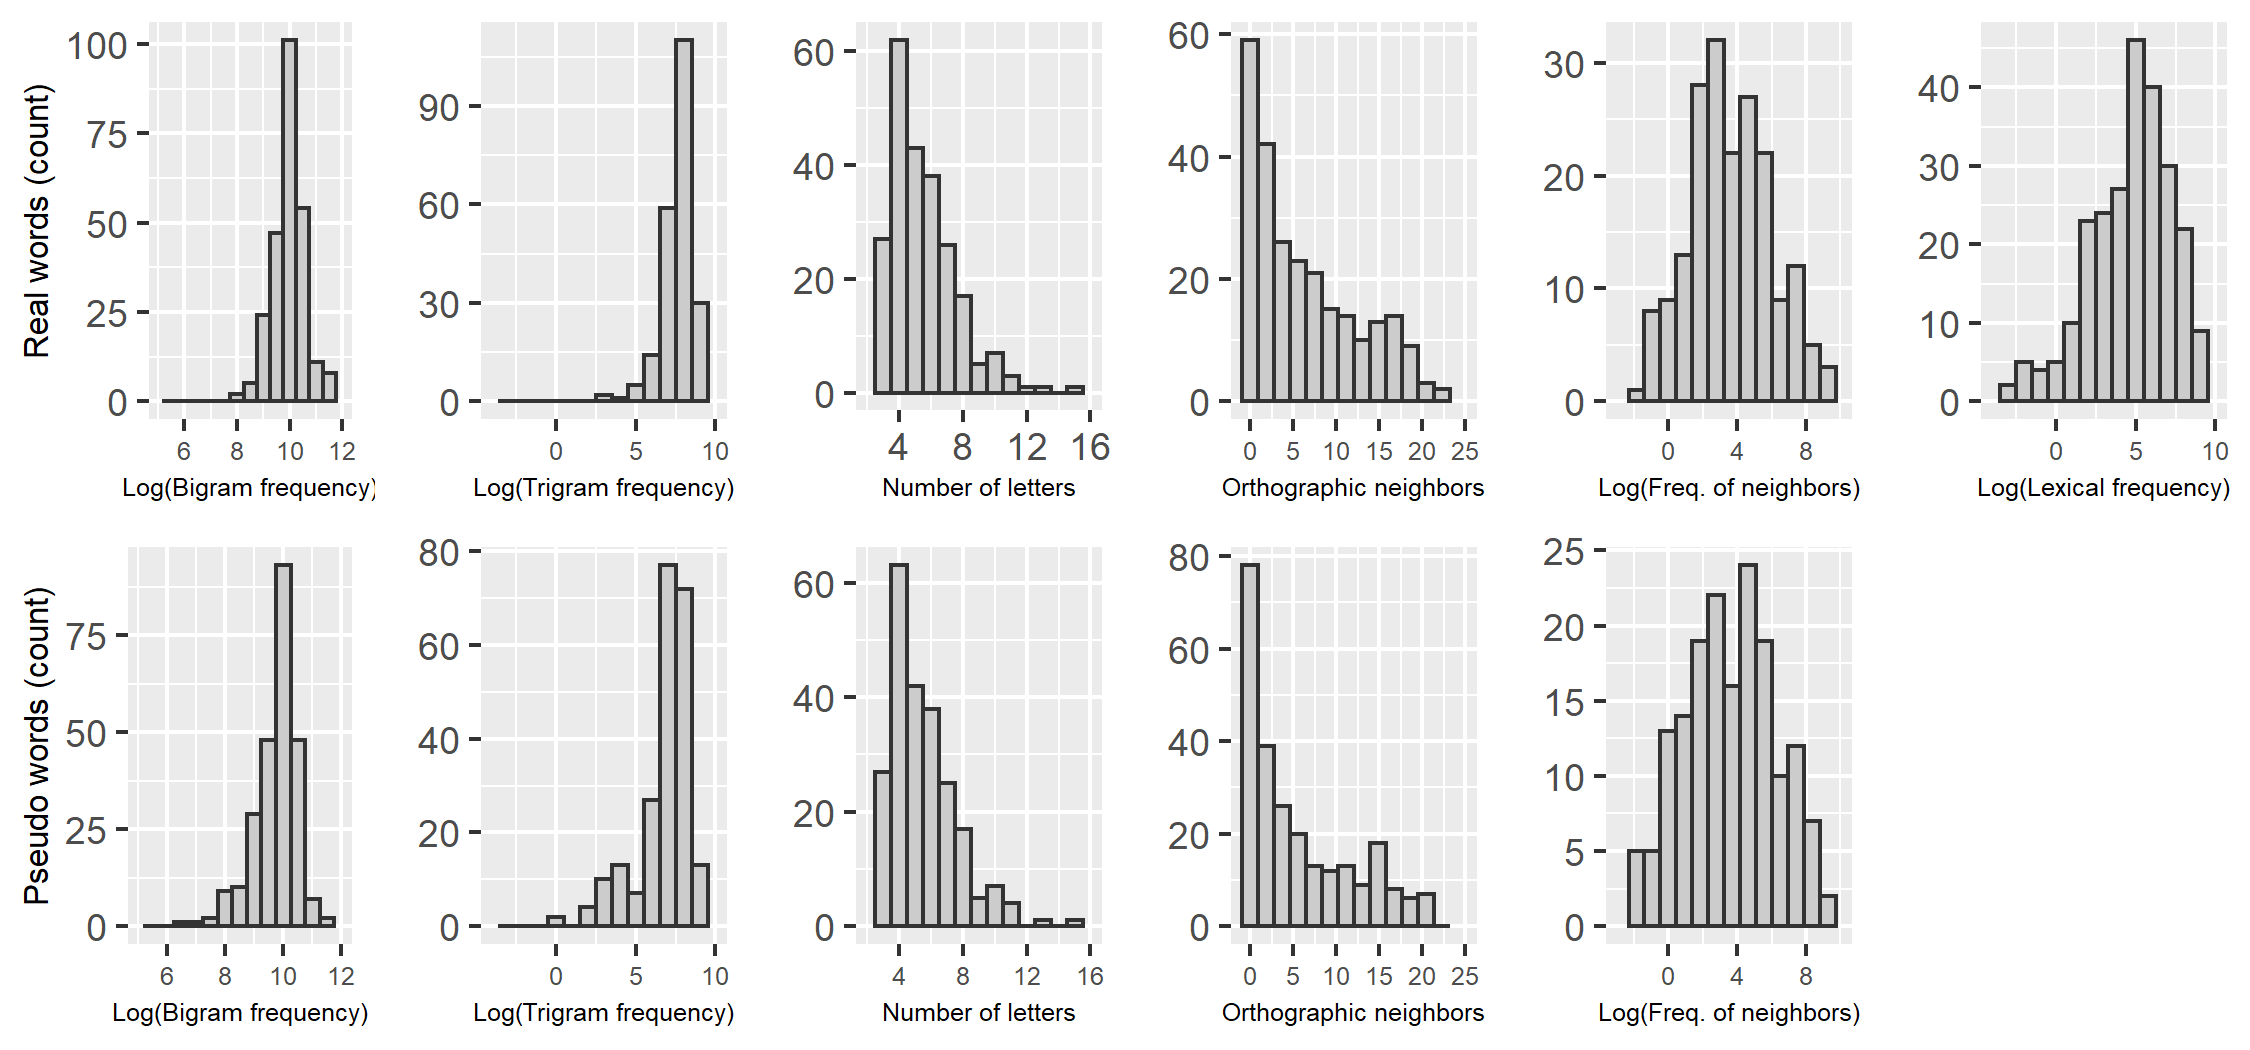 Real words (count)
100
75
50
25
0
6 8 10 12
Log(Bigram frequency)
90
60
30
0
0 5 10
Log(Trigram frequency)
60
40
20
0
4 8 12 16
Number of letters
60
40
20
0
0 5 10 15 20 25
Orthographic neighbors
30
20
10
0
0 4 8
Log(Freq. of neighbors)
40
30
20
10
0
0 5 10
Log(Lexical frequency)
Pseudo words (count)
75
50
25
0
6 8 10 12
Log(Bigram frequency)
80
60
40
20
0
0 5 10
Log(Trigram frequency)
60
40
20
0
4 8 12 16
Number of letters
80
60
40
20
0
0 5 10 15 20 25
Orthographic neighbors
25
20
15
10
5
0
0 4 8
Log(Freq. of neighbors)